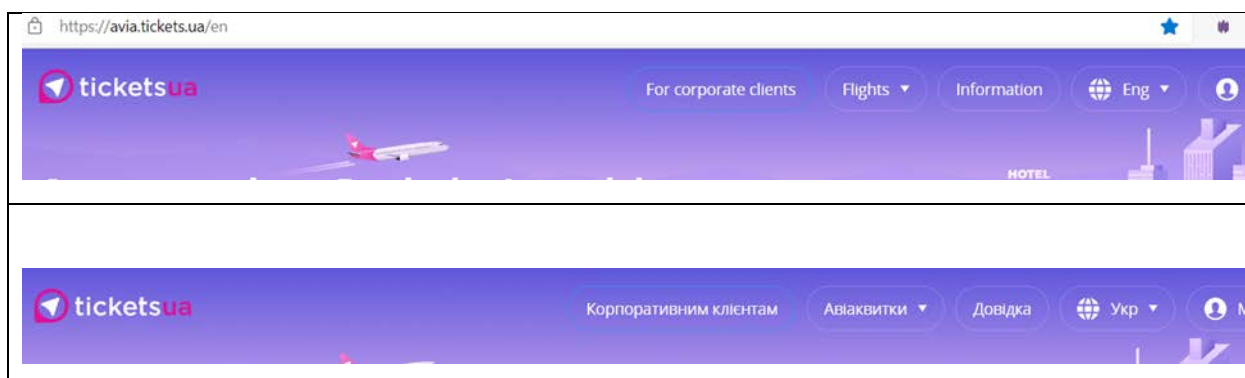 https://avia.tickets.ua/en
ticketsua For corporate clients Flights Information Eng
HOTEL
ticketsua Корпоративним клієнтам Авіаквитки Довідка Укр